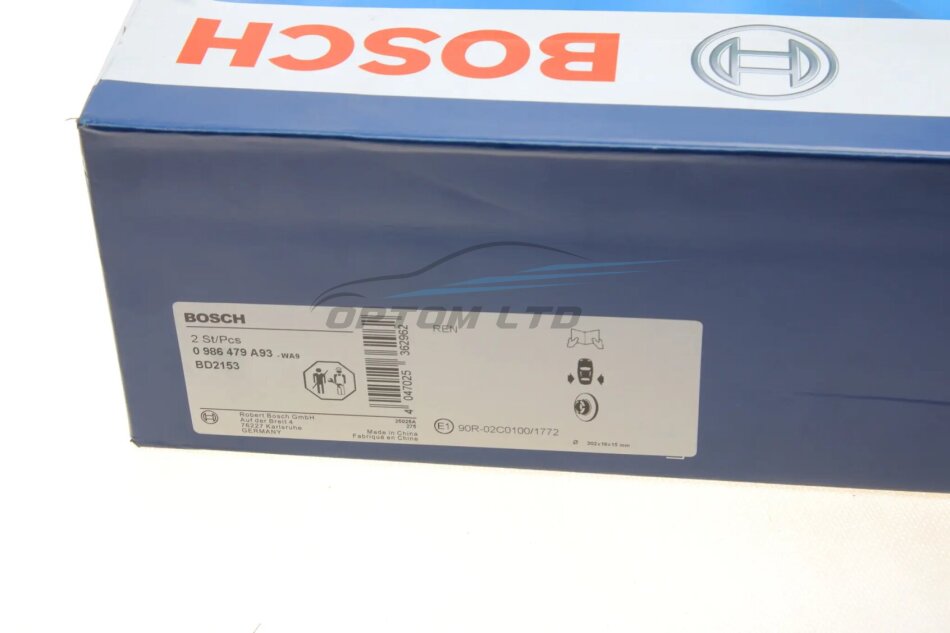 BOSCH
OPTOM LTD
BOSCH
2 St/Pcs
0 986 479 A93 . WA9
BD2153
REN
4 047025 362962
Robert Bosch GmbH
Auf der Breit 4
76227 Karlsruhe
GERMANY
Made in China
Fabriqué en Chine
E1 90R-02C0100/1772